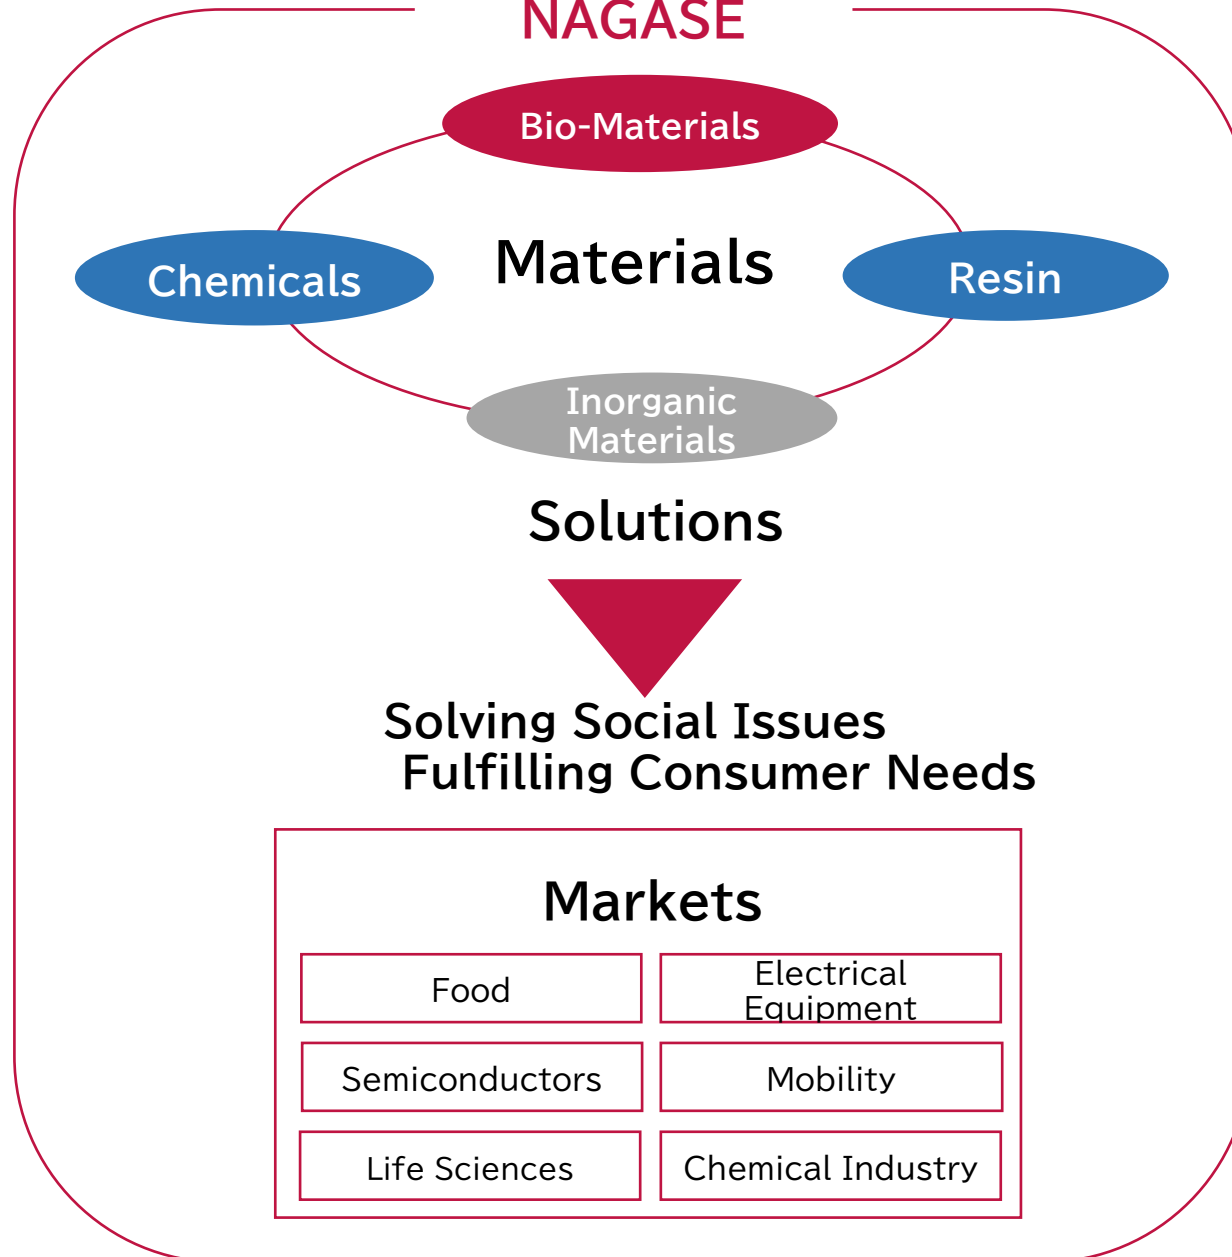 NAGASE
Bio-Materials
Chemicals
Materials
Resin
Inorganic
Materials
Solutions
Solving Social Issues
Fulfilling Consumer Needs
Markets
Food
Electrical
Equipment
Semiconductors
Mobility
Life Sciences
Chemical Industry